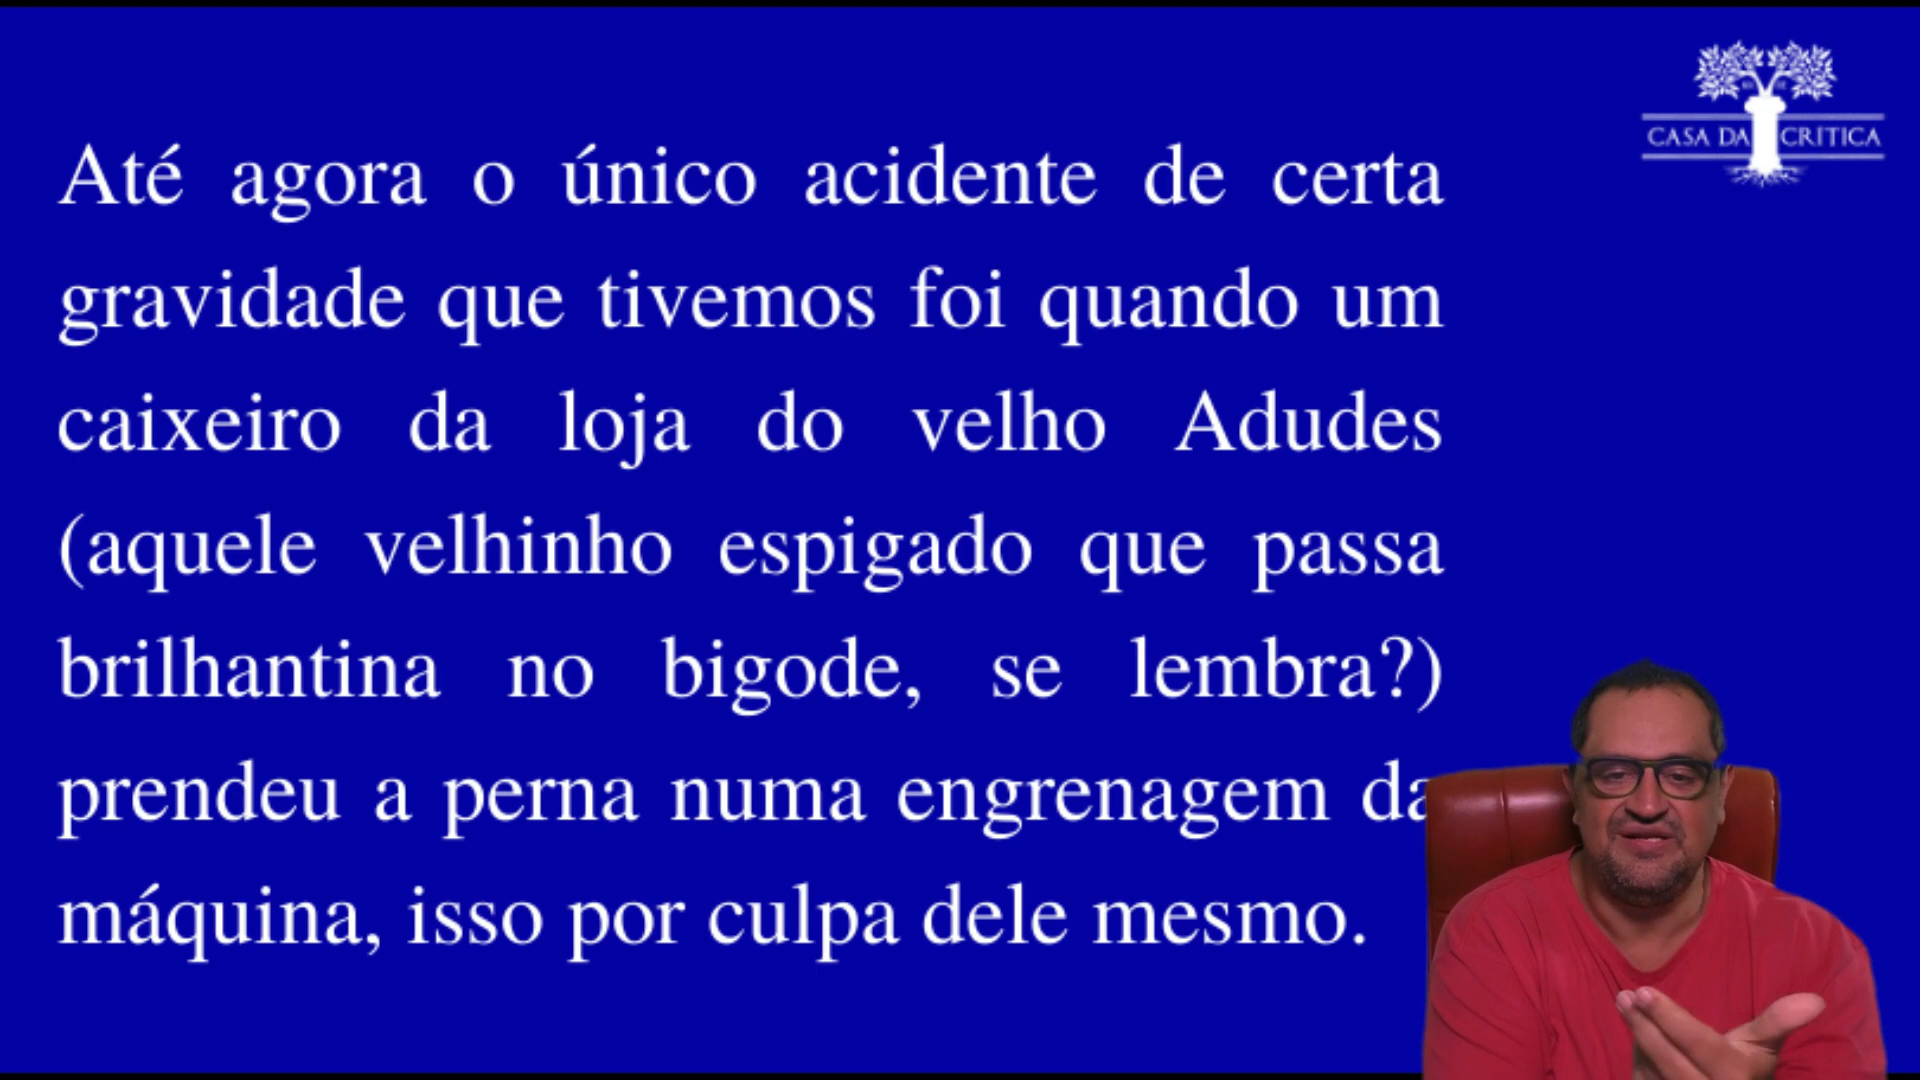 CASA DA CRÍTICA
Até agora o único acidente de certa
gravidade que tivemos foi quando um
caixeiro da loja do velho Adudes
(aquele velhinho espigado que passa
brilhantina no bigode, se lembra?)
prendeu a perna numa engrenagem da
máquina, isso por culpa dele mesmo.